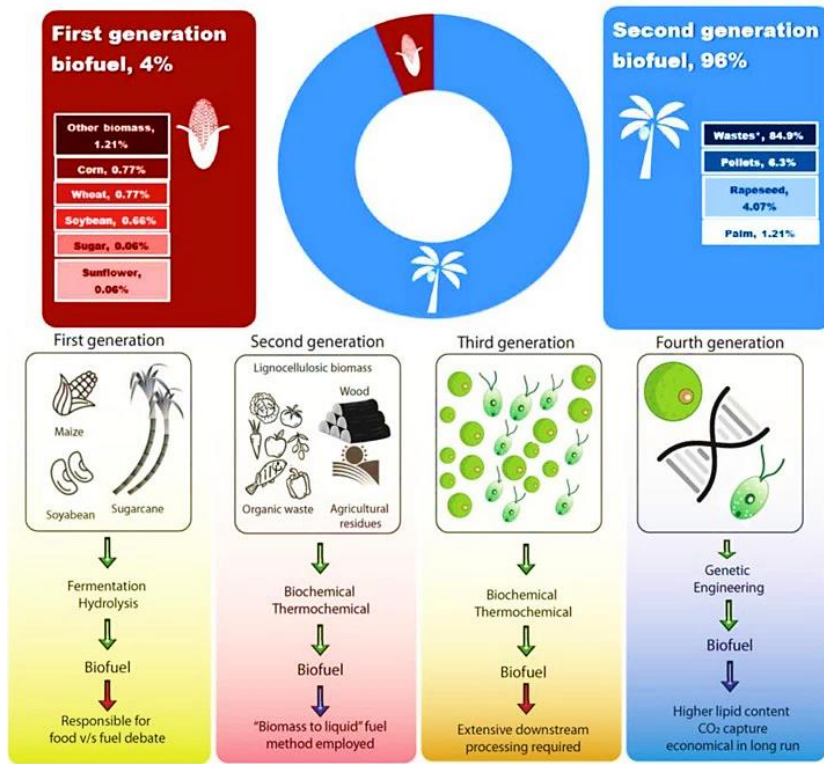 First generation
biofuel, 4%
Other biomass,
1.21%
Corn, 0.77%
Wheat, 0.77%
Soybean, 0.66%
Sugar, 0.06%
Sunflower,
0.06%
Second generation
biofuel, 96%
Wastes*, 84.9%
Pellets, 6.3%
Rapeseed,
4.07%
Palm, 1.21%
First generation
Maize
Soyabean
Sugarcane
Fermentation
Hydrolysis
Biofuel
Responsible for
food v/s fuel debate
Second generation
Lignocellulosic biomass
Wood
Organic waste
Agricultural
residues
Biochemical
Thermochemical
Biofuel
"Biomass to liquid" fuel
method employed
Third generation
Biochemical
Thermochemical
Biofuel
Extensive downstream
processing required
Fourth generation
Genetic
Engineering
Biofuel
Higher lipid content
CO₂ capture
economical in long run